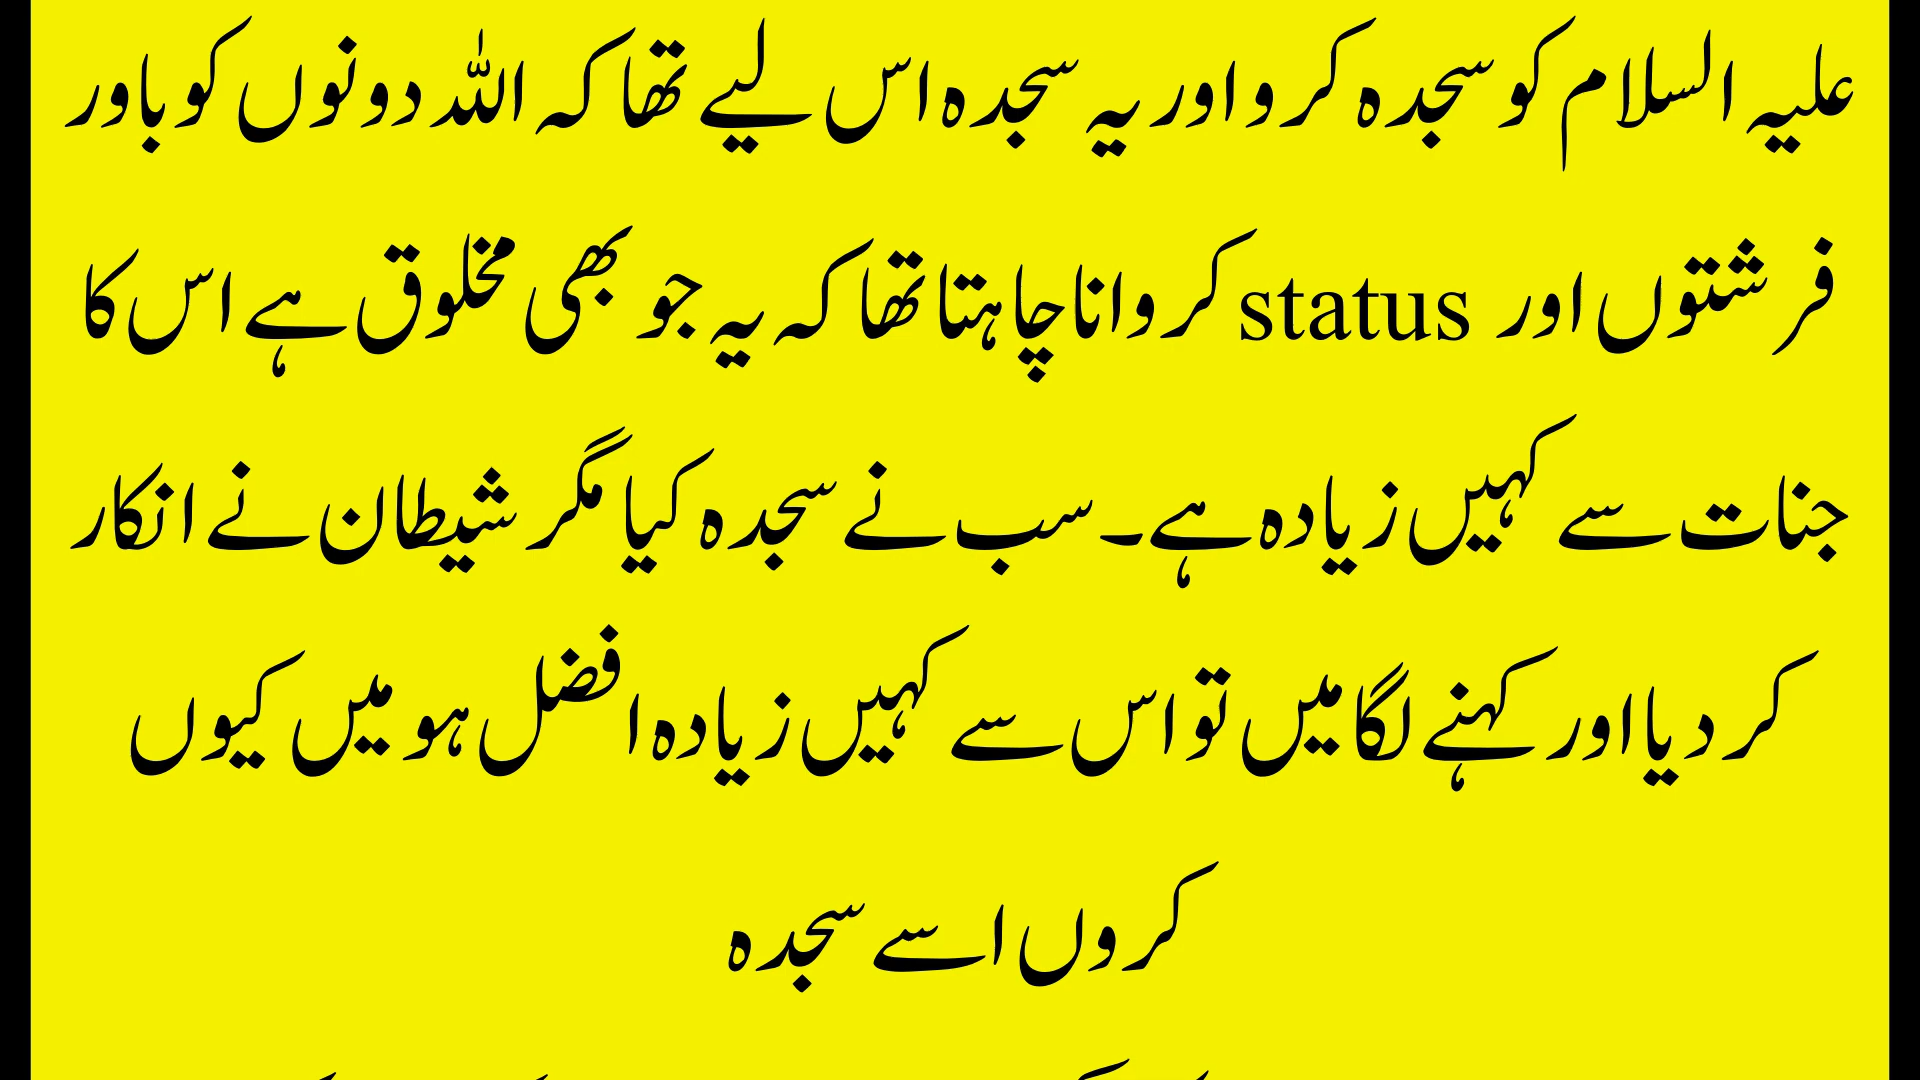 علیہ السلام کو سجدہ کرو اور یہ سجدہ اس لیے تھا کہ اللہ دونوں کو باور
فرشتوں اور status کروانا چاہتا تھا کہ یہ جو بھی مخلوق ہے اس کا
جنات سے کہیں زیادہ ہے۔ سب نے سجدہ کیا مگر شیطان نے انکار
کر دیا اور کہنے لگا میں تو اس سے کہیں زیادہ افضل ہو میں کیوں
کروں اسے سجدہ